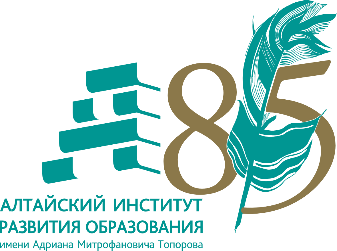 85
АЛТАЙСКИЙ ИНСТИТУТ
РАЗВИТИЯ ОБРАЗОВАНИЯ
имени Адриана Митрофановича Топорова